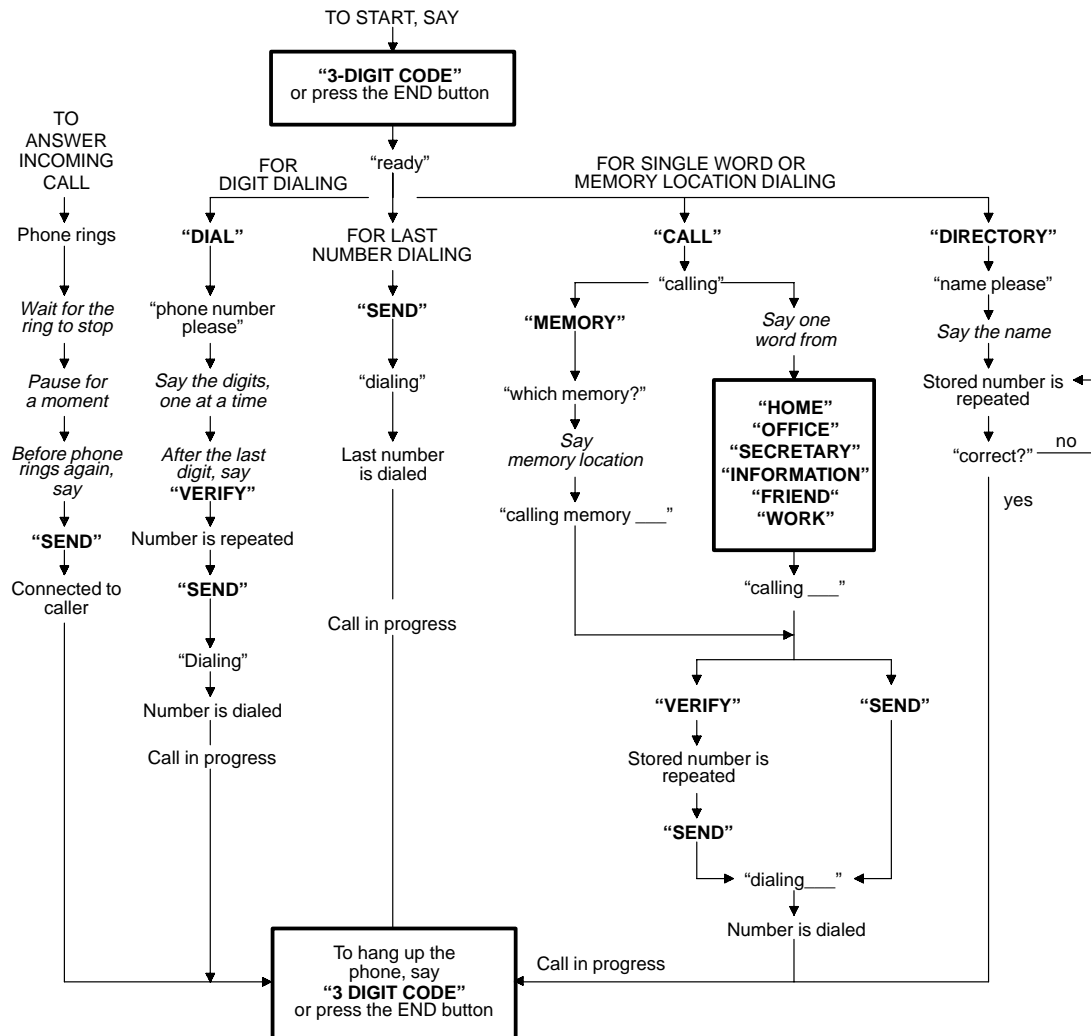 TO START, SAY
“3-DIGIT CODE”
or press the END button
TO
ANSWER
INCOMING
CALL
Phone rings
Wait for the
ring to stop
Pause for
a moment
Before phone
rings again,
say
“SEND”
Connected to
caller
“ready”
FOR
DIGIT DIALING
“DIAL”
“phone number
please”
Say the digits,
one at a time
After the last
digit, say
“VERIFY”
Number is repeated
“SEND”
“Dialing”
Number is dialed
Call in progress
FOR LAST
NUMBER DIALING
“SEND”
“dialing”
Last number
is dialed
Call in progress
FOR SINGLE WORD OR
MEMORY LOCATION DIALING
“CALL”
“calling”
“MEMORY”
“which memory?”
Say
memory location
“calling memory ___”
Say one
word from
“HOME”
“OFFICE”
“SECRETARY”
“INFORMATION”
“FRIEND“
“WORK”
“calling ___”
“VERIFY”
Stored number is
repeated
“SEND”
“SEND”
“dialing___”
Number is dialed
“DIRECTORY”
“name please”
Say the name
Stored number is
repeated
“correct?”
no
yes
Call in progress
To hang up the
phone, say
“3 DIGIT CODE”
or press the END button